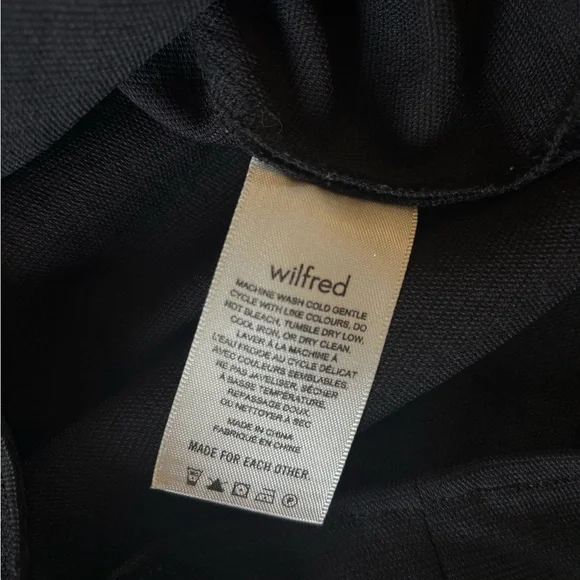 wilfred
MACHINE WASH COLD GENTLE
CYCLE WITH LIKE COLOURS, DO
NOT BLEACH, TUMBLE DRY LOW.
COOL IRON, OR DRY CLEAN.
LAVER À LA MACHINE À
L'EAU FROIDE AU CYCLE DÉLICAT
AVEC COULEURS SEMBLABLES.
NE PAS JAVELISER, SÉCHER
À BASSE TEMPÉRATURE.
REPASSAGE DOUX,
OU NETTOYER À SEC
MADE IN CHINA
FABRIQUÉ EN CHINE
MADE FOR EACH OTHER.